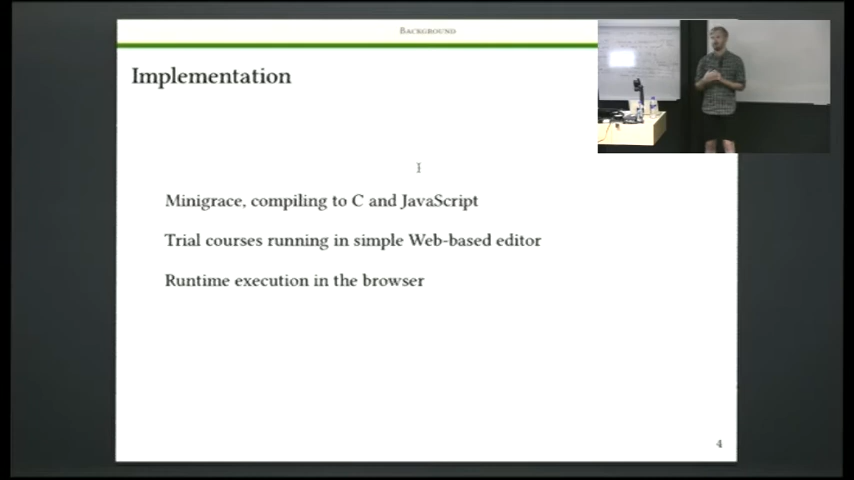 Background
Implementation
Minigrace, compiling to C and JavaScript
Trial courses running in simple Web-based editor
Runtime execution in the browser
4